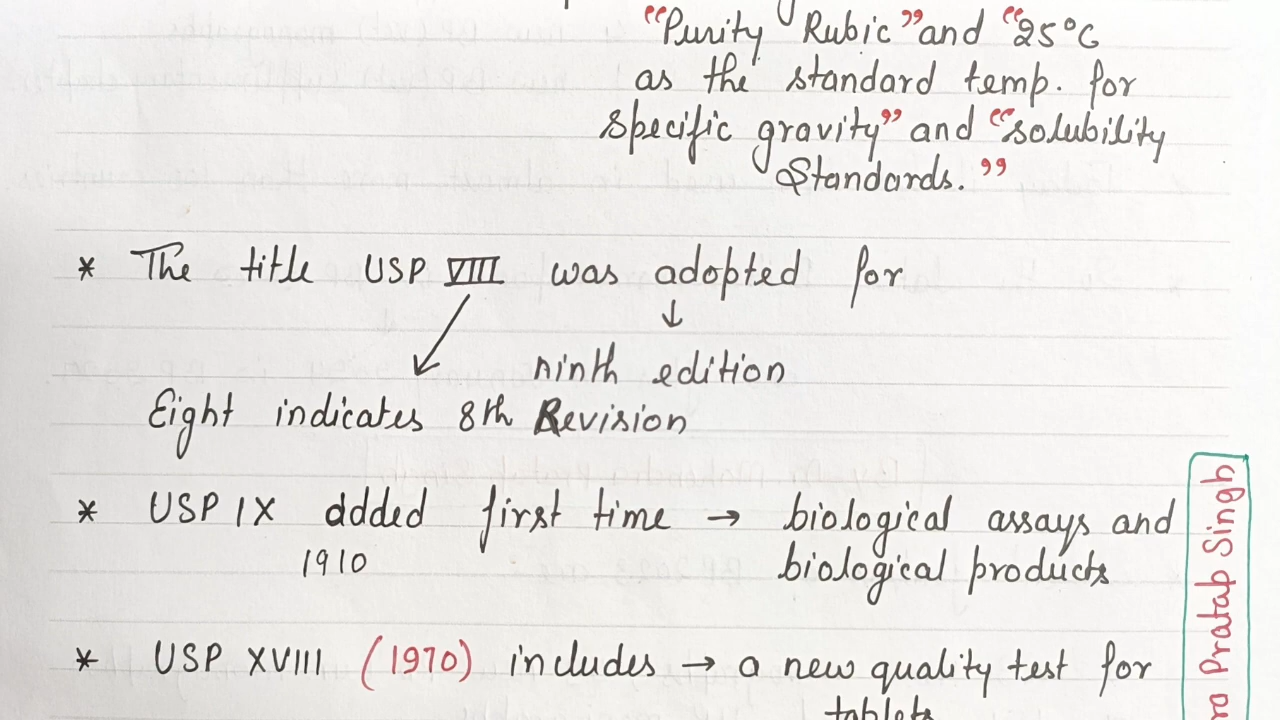 “Purity Rubic” and “25°C
as the standard temp. for
specific gravity” and “solubility
Standards.”
* The title USP VIII was adopted for
↓
ninth edition
Eight indicates 8th Revision
* USP IX added first time → biological assays and
1910 biological products
* USP XVIII (1970) includes → a new quality test for
tablets
ra Pratap Singh